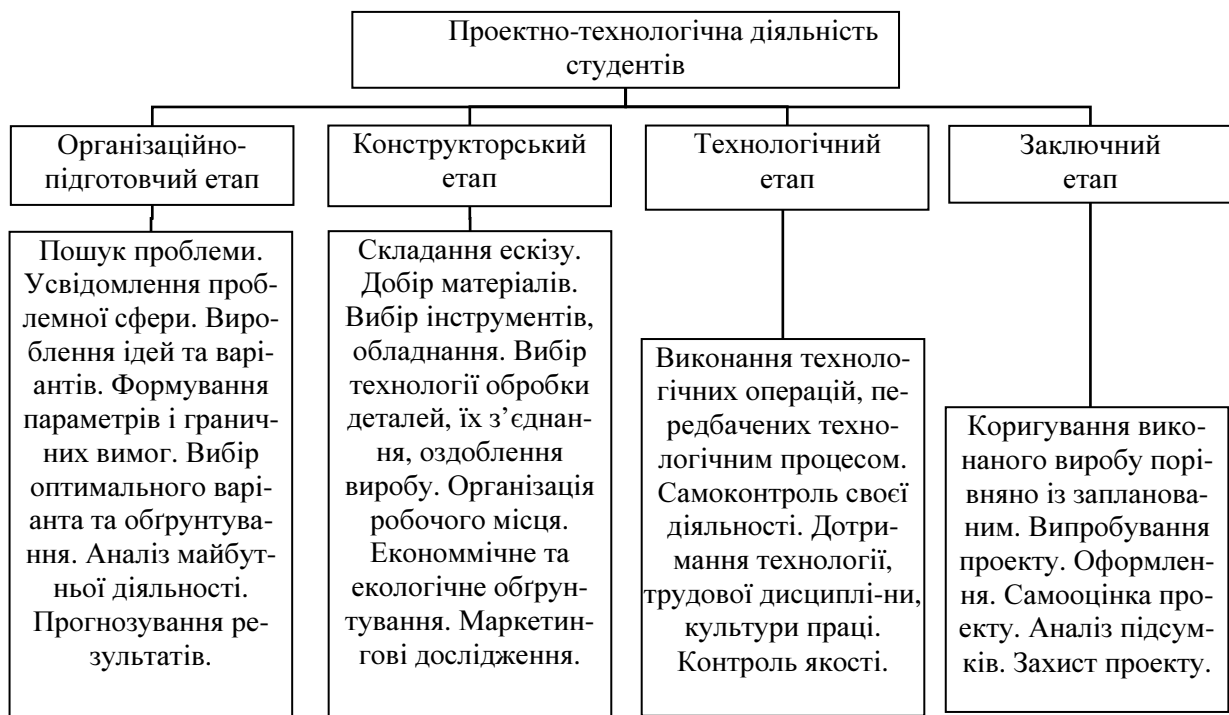 Проектно-технологічна діяльність
студентів
Організаційно-
підготовчий етап
Конструкторський
етап
Технологічний
етап
Заключний
етап
Пошук проблеми.
Усвідомлення проб-
лемної сфери. Виро-
блення ідей та варі-
антів. Формування
параметрів і гранич-
них вимог. Вибір
оптимального варі-
анта та обґрунтува-
ння. Аналіз майбут-
ньої діяльності.
Прогнозування ре-
зультатів.
Складання ескізу.
Добір матеріалів.
Вибір інструментів,
обладнання. Вибір
технології обробки
деталей, їх з’єднан-
ня, оздоблення
виробу. Організація
робочого місця.
Економмічне та
екологічне обґрун-
тування. Маркетин-
гові дослідження.
Виконання техноло-
гічних операцій, пе-
редбачених техно-
логічним процесом.
Самоконтроль своєї
діяльності. Дотри-
мання технології,
трудової дисциплі-ни,
культури праці.
Контроль якості.
Коригування вико-
наного виробу порі-
вняно із запланова-
ним. Випробування
проекту. Оформлен-
ня. Самооцінка про-
екту. Аналіз підсум-
ків. Захист проекту.